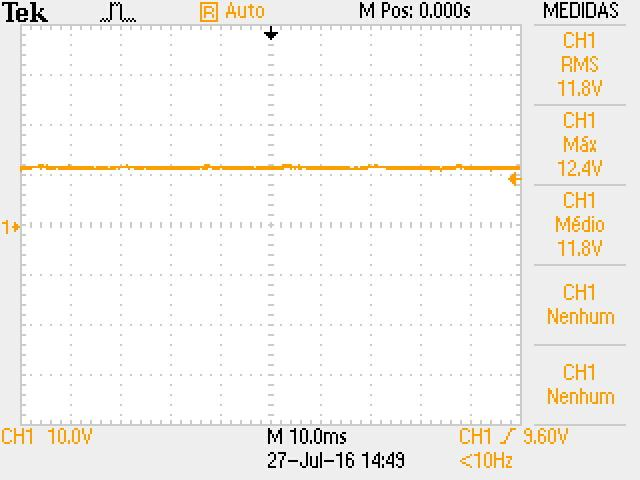 Tek R Auto M Pos: 0.000s MEDIDAS
CH1
RMS
11.8V
CH1
Máx
12.4V
CH1
Médio
11.8V
CH1
Nenhum
CH1
Nenhum
1
CH1 10.0V M 10.0ms CH1 9.60V
27-Jul-16 14:49 <10Hz